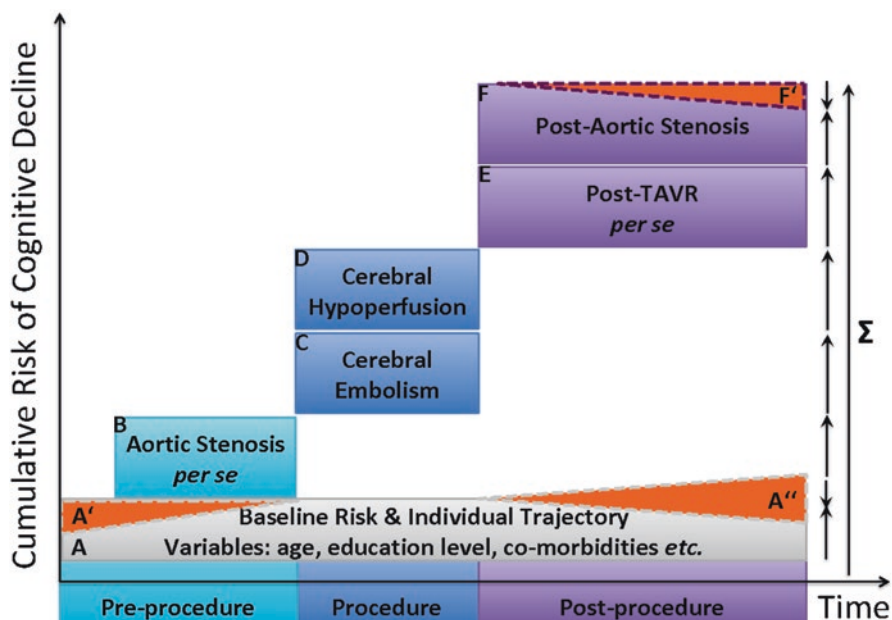 Cumulative Risk of Cognitive Decline
F
F‘
Post-Aortic Stenosis
E
Post-TAVR
per se
D
Cerebral
Hypoperfusion
Σ
C
Cerebral
Embolism
B
Aortic Stenosis
per se
A‘
A‘‘
Baseline Risk & Individual Trajectory
A
Variables: age, education level, co-morbidities etc.
Pre-procedure
Procedure
Post-procedure
Time